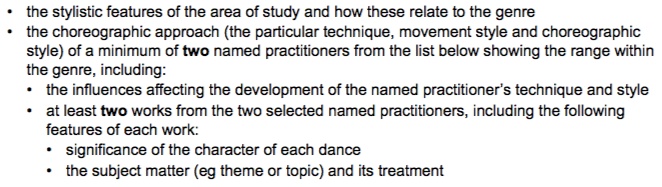 • the stylistic features of the area of study and how these relate to the genre
• the choreographic approach (the particular technique, movement style and choreographic
style) of a minimum of two named practitioners from the list below showing the range within
the genre, including:
• the influences affecting the development of the named practitioner's technique and style
• at least two works from the two selected named practitioners, including the following
features of each work:
• significance of the character of each dance
• the subject matter (eg theme or topic) and its treatment